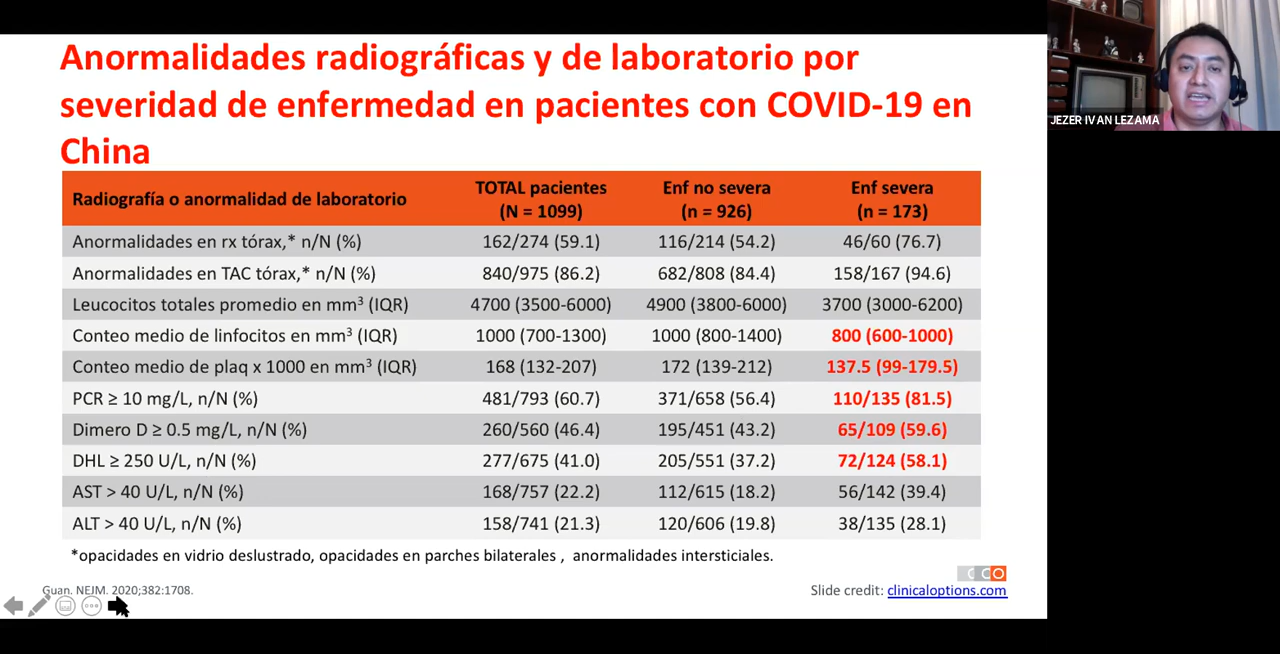 Anormalidades radiográficas y de laboratorio por
severidad de enfermedad en pacientes con COVID-19 en
China
JEZER IVAN LEZAMA
Radiografía o anormalidad de laboratorio TOTAL pacientes (N = 1099) Enf no severa (n = 926) Enf severa (n = 173)
Anormalidades en rx tórax,* n/N (%) 162/274 (59.1) 116/214 (54.2) 46/60 (76.7)
Anormalidades en TAC tórax,* n/N (%) 840/975 (86.2) 682/808 (84.4) 158/167 (94.6)
Leucocitos totales promedio en mm³ (IQR) 4700 (3500-6000) 4900 (3800-6000) 3700 (3000-6200)
Conteo medio de linfocitos en mm³ (IQR) 1000 (700-1300) 1000 (800-1400) 800 (600-1000)
Conteo medio de plaq x 1000 en mm³ (IQR) 168 (132-207) 172 (139-212) 137.5 (99-179.5)
PCR ≥ 10 mg/L, n/N (%) 481/793 (60.7) 371/658 (56.4) 110/135 (81.5)
Dimero D ≥ 0.5 mg/L, n/N (%) 260/560 (46.4) 195/451 (43.2) 65/109 (59.6)
DHL ≥ 250 U/L, n/N (%) 277/675 (41.0) 205/551 (37.2) 72/124 (58.1)
AST > 40 U/L, n/N (%) 168/757 (22.2) 112/615 (18.2) 56/142 (39.4)
ALT > 40 U/L, n/N (%) 158/741 (21.3) 120/606 (19.8) 38/135 (28.1)
*opacidades en vidrio deslustrado, opacidades en parches bilaterales , anormalidades intersticiales.
CCO
Guan. NEJM. 2020;382:1708.
Slide credit: clinicaloptions.com